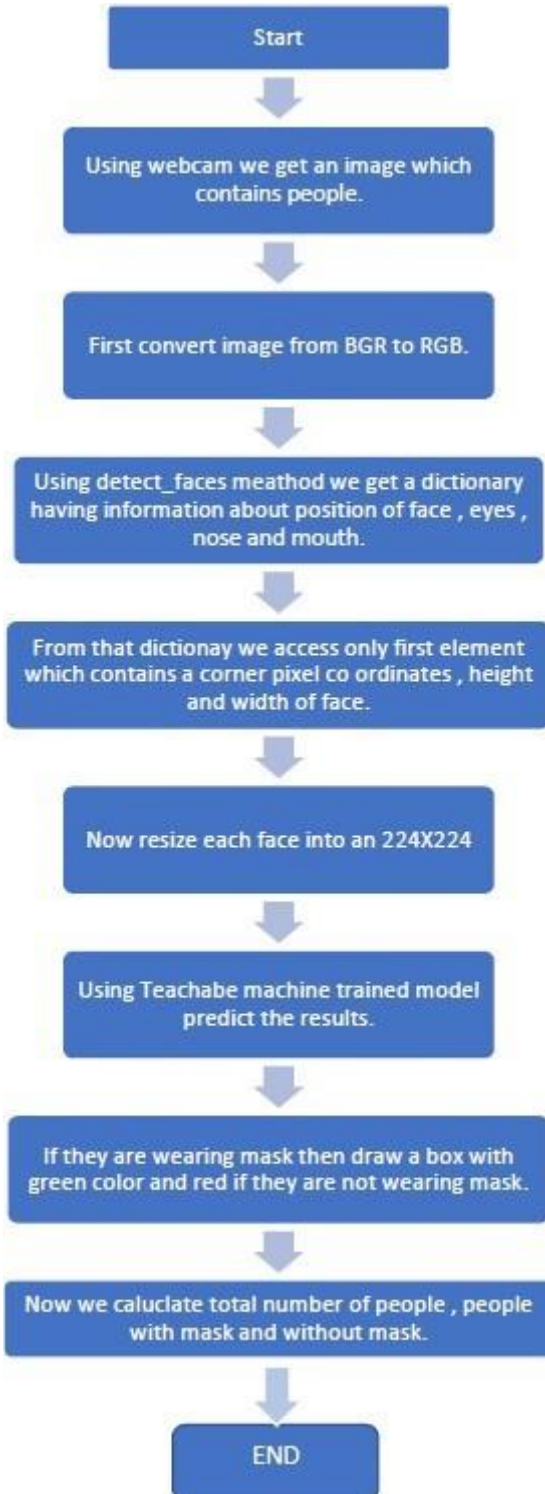 Start
Using webcam we get an image which
contains people.
First convert image from BGR to RGB.
Using detect_faces meathod we get a dictionary
having information about position of face , eyes ,
nose and mouth.
From that dictionay we access only first element
which contains a corner pixel co ordinates , height
and width of face.
Now resize each face into an 224X224
Using Teachabe machine trained model
predict the results.
If they are wearing mask then draw a box with
green color and red if they are not wearing mask.
Now we caluclate total number of people , people
with mask and without mask.
END